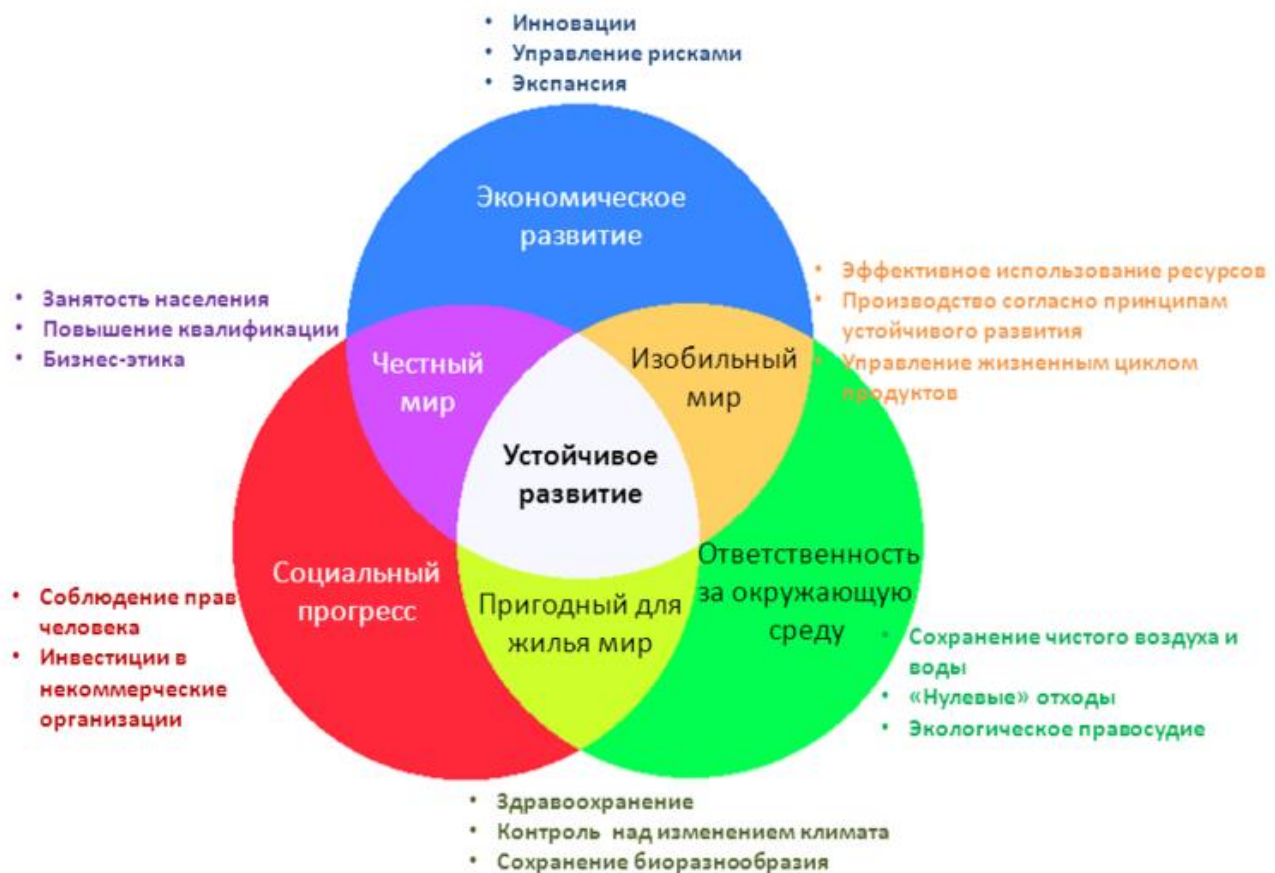 • Инновации
• Управление рисками
• Экспансия
Экономическое
развитие
• Занятость населения
• Повышение квалификации
• Бизнес-этика
• Эффективное использование ресурсов
• Производство согласно принципам
устойчивого развития
• Управление жизненным циклом
продуктов
Честный
мир
Изобильный
мир
Устойчивое
развитие
Социальный
прогресс
Пригодный для
жилья мир
Ответственность
за окружающую
среду
• Соблюдение прав
человека
• Инвестиции в
некоммерческие
организации
• Сохранение чистого воздуха и
воды
• «Нулевые» отходы
• Экологическое правосудие
• Здравоохранение
• Контроль над изменением климата
• Сохранение биоразнообразия